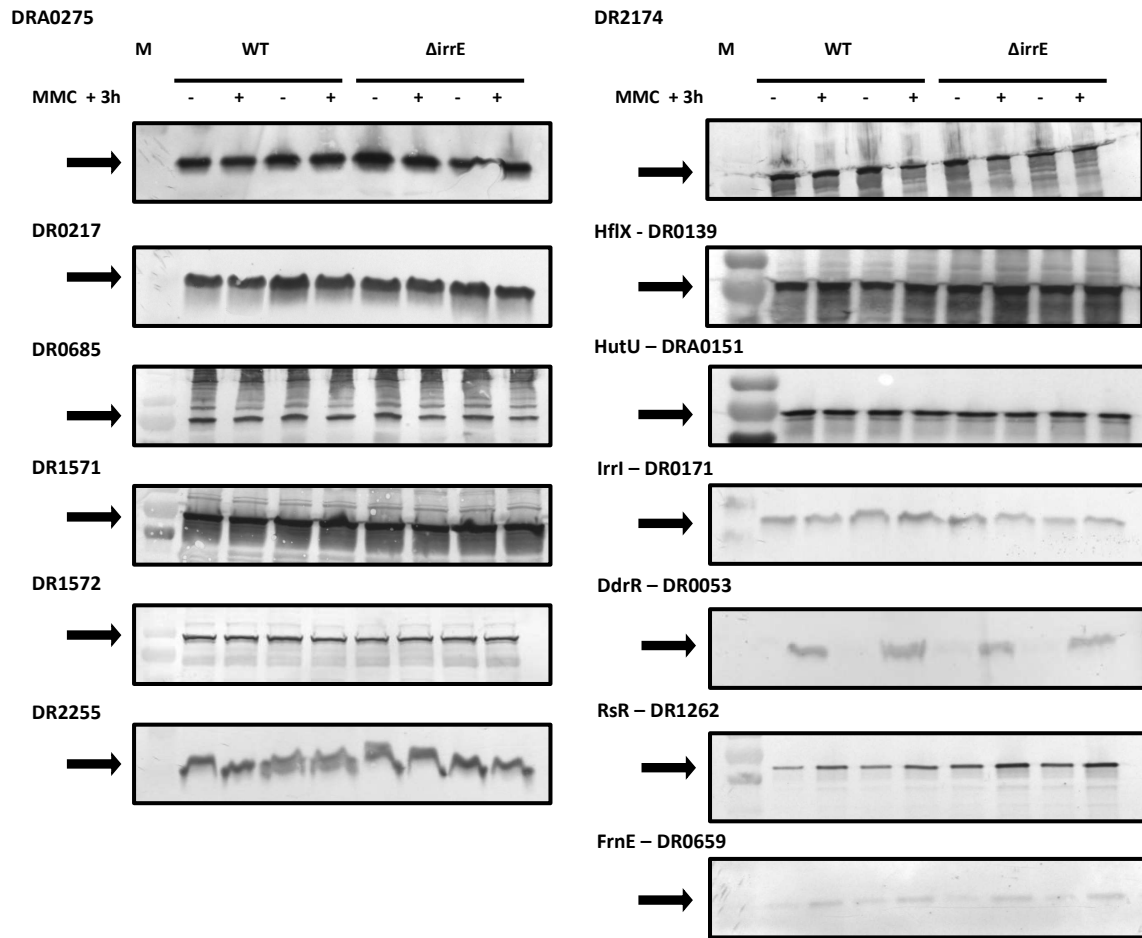 DRA0275
M WT ΔirrE
MMC + 3h - + - + - + - +
DR0217
DR0685
DR1571
DR1572
DR2255
DR2174
M WT ΔirrE
MMC + 3h - + - + - + - +
HflX - DR0139
HutU – DRA0151
IrrI – DR0171
DdrR – DR0053
RsR – DR1262
FrnE – DR0659